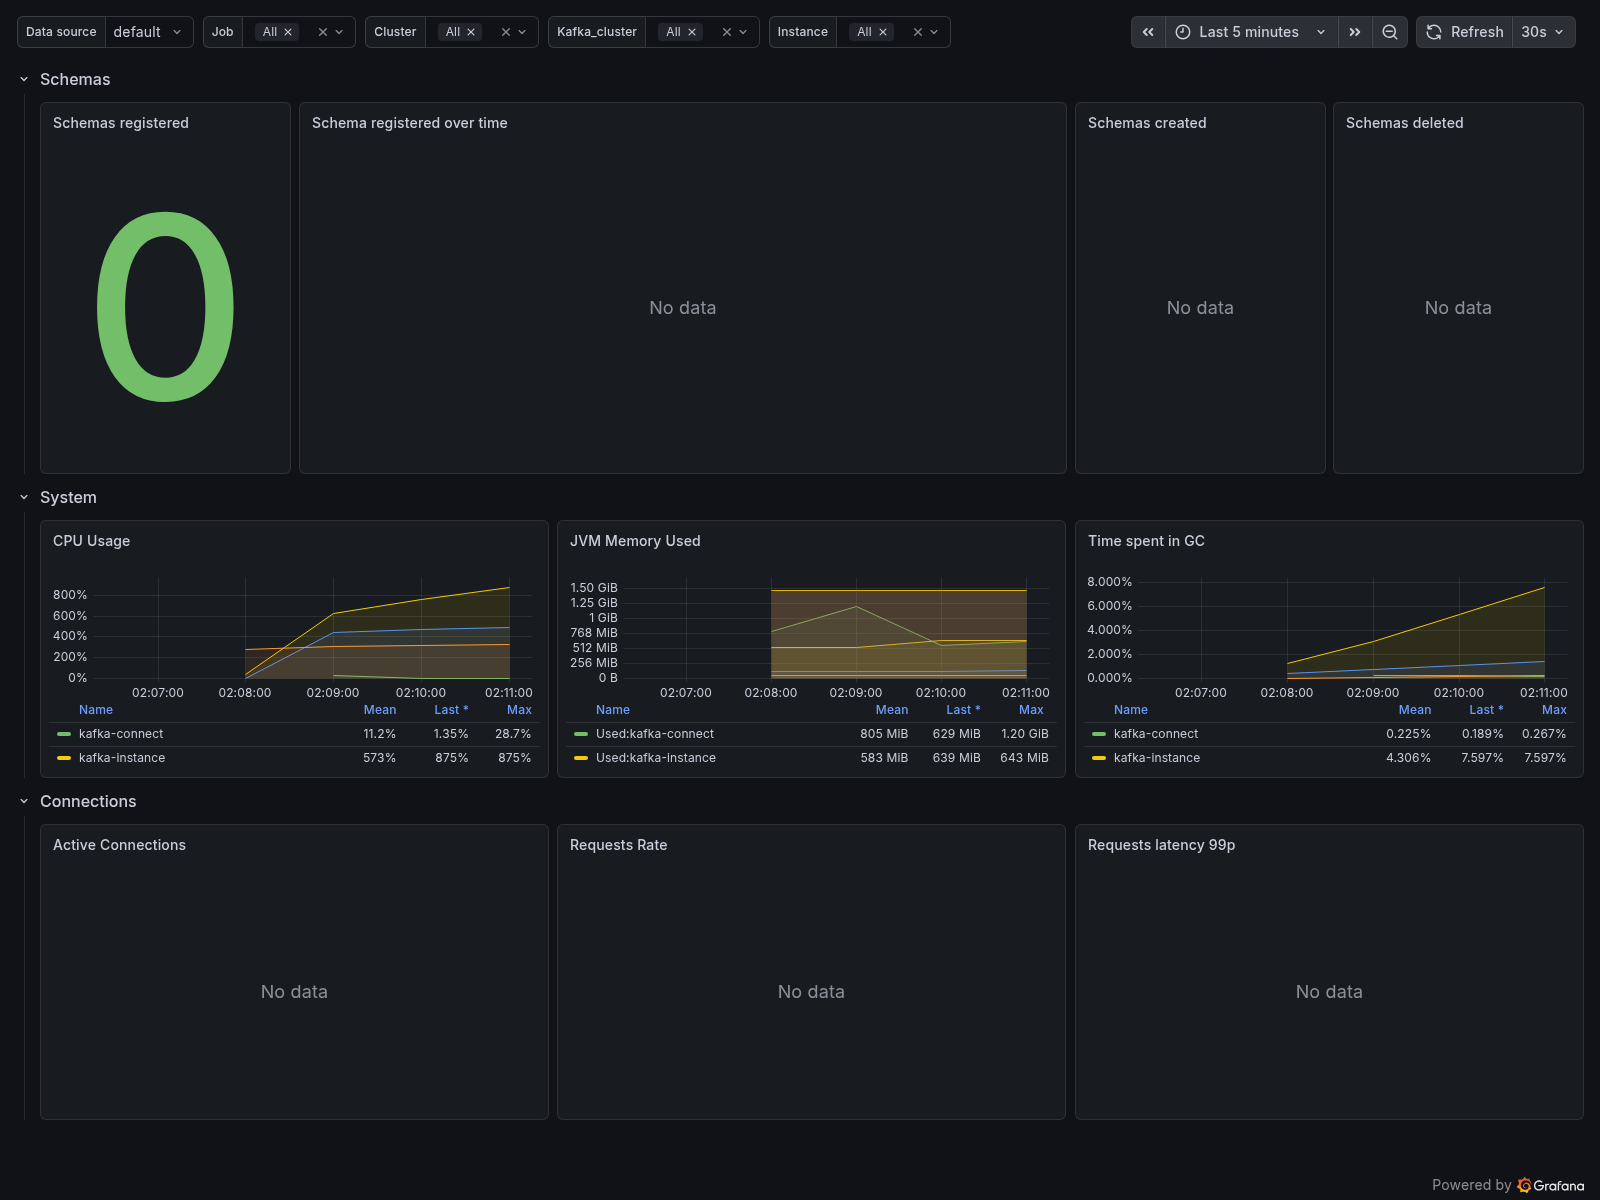 Data source default Job All Cluster All Kafka_cluster All Instance All Last 5 minutes Refresh 30s
Schemas
Schemas registered
0
Schema registered over time
No data
Schemas created
No data
Schemas deleted
No data
System
CPU Usage
800%
600%
400%
200%
0%
02:07:00 02:08:00 02:09:00 02:10:00 02:11:00
Name Mean Last * Max
kafka-connect 11.2% 1.35% 28.7%
kafka-instance 573% 875% 875%
JVM Memory Used
1.50 GiB
1.25 GiB
1 GiB
768 MiB
512 MiB
256 MiB
0 B
02:07:00 02:08:00 02:09:00 02:10:00 02:11:00
Name Mean Last * Max
Used:kafka-connect 805 MiB 629 MiB 1.20 GiB
Used:kafka-instance 583 MiB 639 MiB 643 MiB
Time spent in GC
8.000%
6.000%
4.000%
2.000%
0.000%
02:07:00 02:08:00 02:09:00 02:10:00 02:11:00
Name Mean Last * Max
kafka-connect 0.225% 0.189% 0.267%
kafka-instance 4.306% 7.597% 7.597%
Connections
Active Connections
No data
Requests Rate
No data
Requests latency 99p
No data
Powered by Grafana